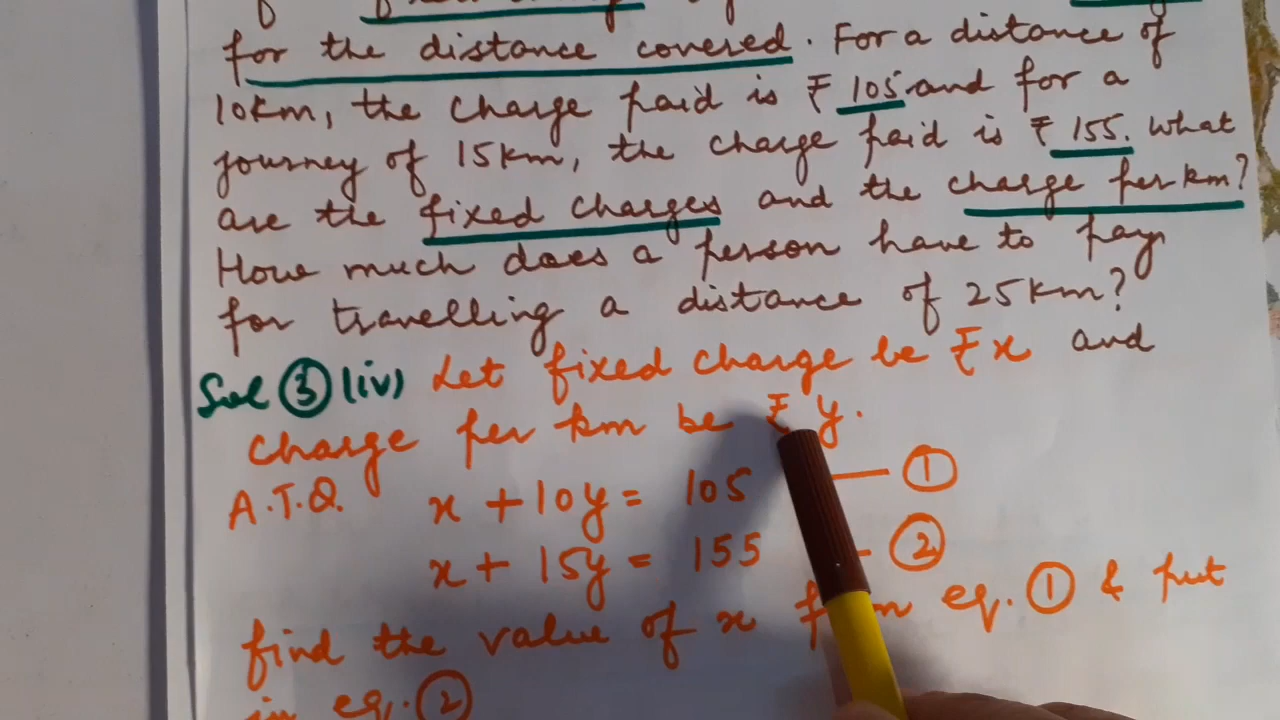 for the distance covered. For a distance of
10km, the charge paid is ₹ 105 and for a
journey of 15km, the charge paid is ₹ 155. What
are the fixed charges and the charge per km?
How much does a person have to pay
for travelling a distance of 25km?
Sol ③ (iv) Let fixed charge be ₹ x and
charge per km be ₹ y.
A.T.Q. x + 10y = 105 — ①
x + 15y = 155 — ②
find the value of x eq. ① & put
in eq. ②